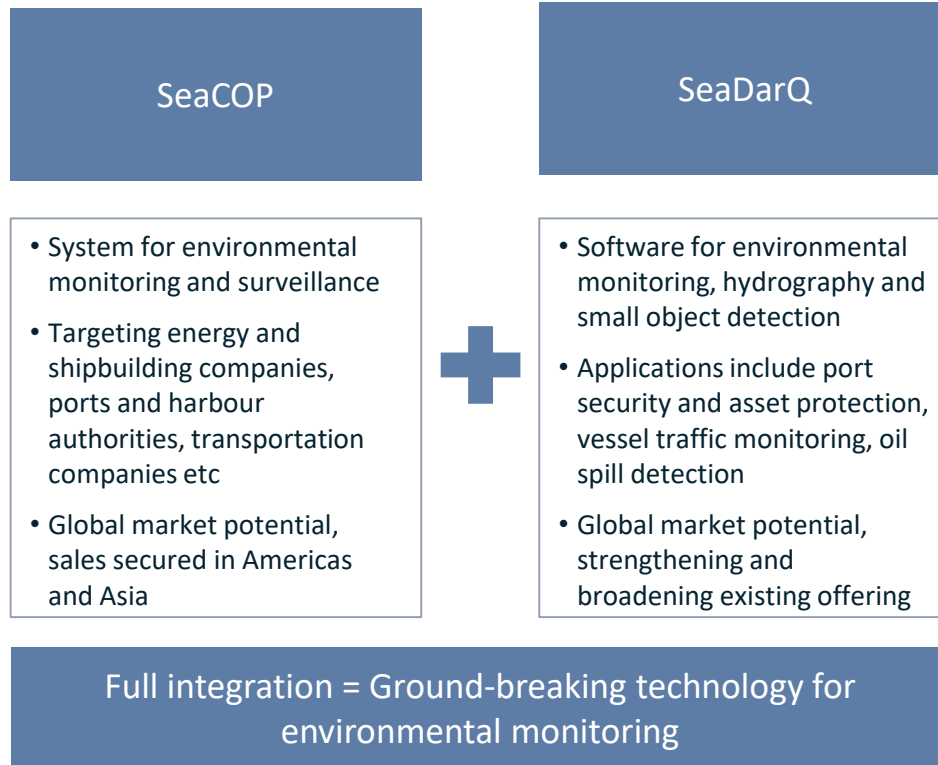 SeaCOP
• System for environmental
monitoring and surveillance
• Targeting energy and
shipbuilding companies,
ports and harbour
authorities, transportation
companies etc
• Global market potential,
sales secured in Americas
and Asia
SeaDarQ
• Software for environmental
monitoring, hydrography and
small object detection
• Applications include port
security and asset protection,
vessel traffic monitoring, oil
spill detection
• Global market potential,
strengthening and
broadening existing offering
Full integration = Ground-breaking technology for
environmental monitoring